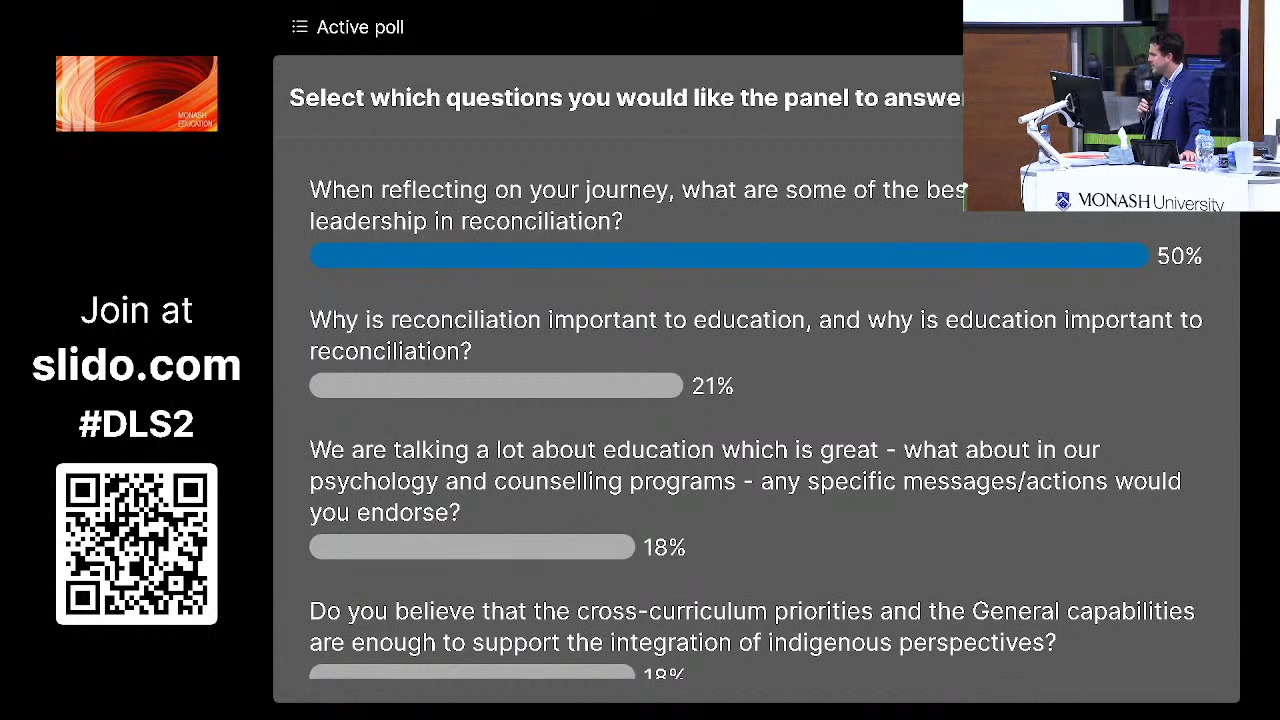 Active poll
MONASH
EDUCATION
Select which questions you would like the panel to answer
When reflecting on your journey, what are some of the
leadership in reconciliation?
50%
Why is reconciliation important to education, and why is education important to
reconciliation?
21%
We are talking a lot about education which is great - what about in our
psychology and counselling programs - any specific messages/actions would
you endorse?
18%
Do you believe that the cross-curriculum priorities and the General capabilities
are enough to support the integration of indigenous perspectives?
18%
Join at
slido.com
#DLS2
MONASH University